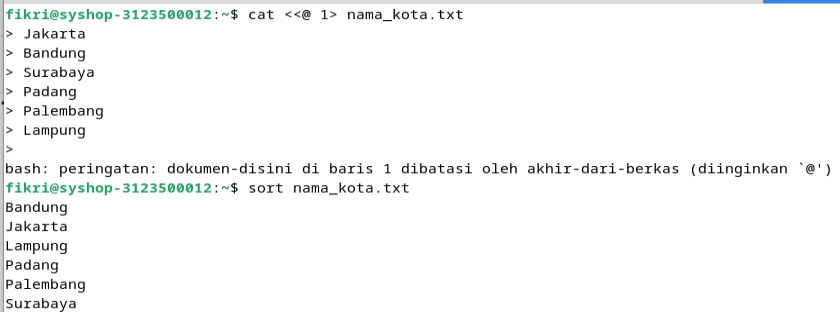 fikri@syshop-3123500012:~$ cat <<@ 1> nama_kota.txt
> Jakarta
> Bandung
> Surabaya
> Padang
> Palembang
> Lampung
>
bash: peringatan: dokumen-disini di baris 1 dibatasi oleh akhir-dari-berkas (diinginkan `@')
fikri@syshop-3123500012:~$ sort nama_kota.txt
Bandung
Jakarta
Lampung
Padang
Palembang
Surabaya